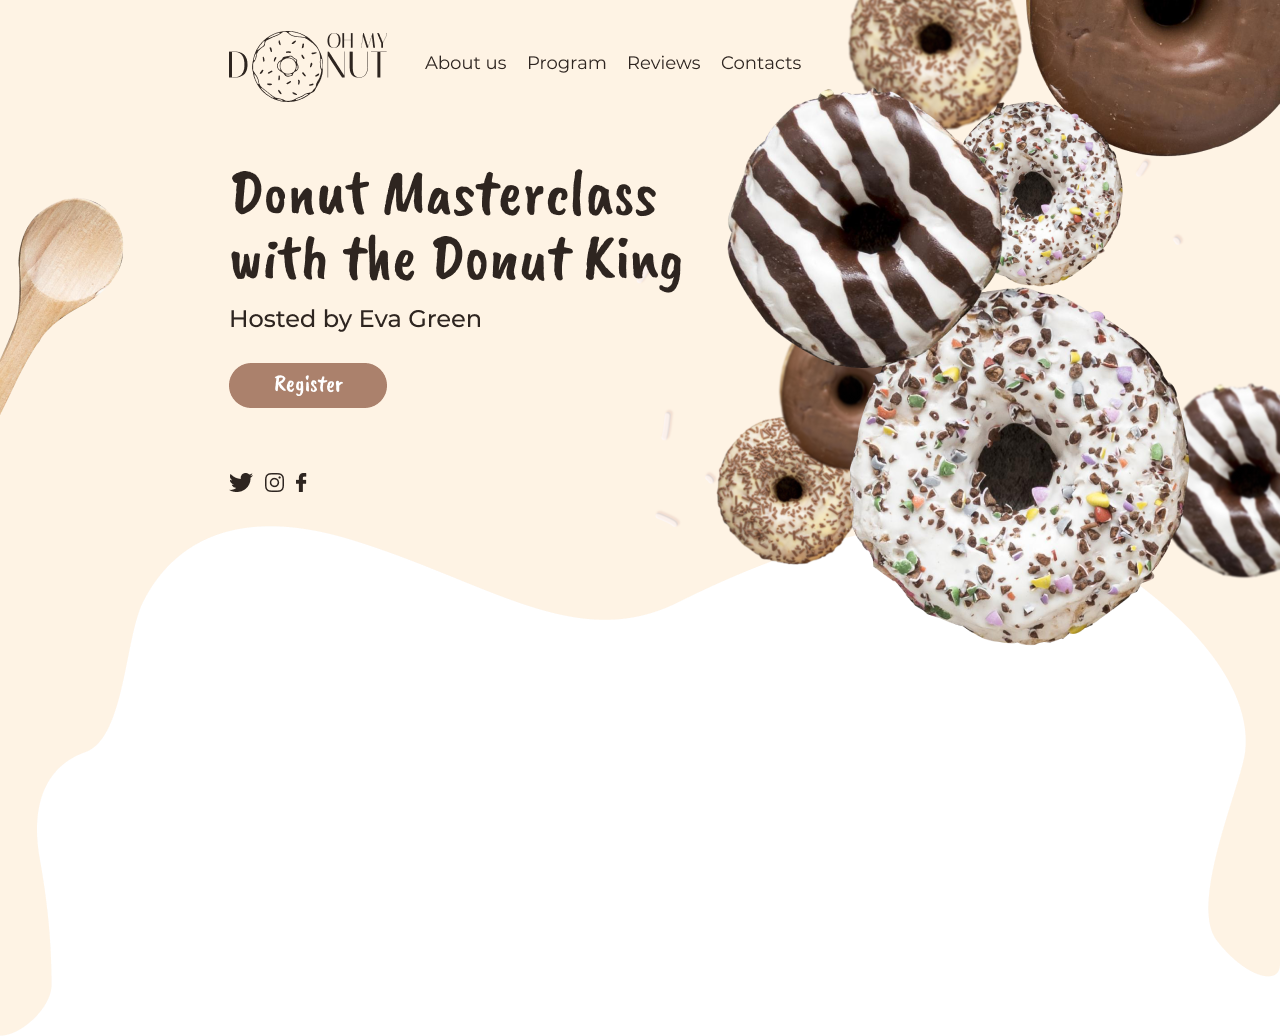 OH MY
DONUT
About us Program Reviews Contacts
Donut Masterclass
with the Donut King
Hosted by Eva Green
Register